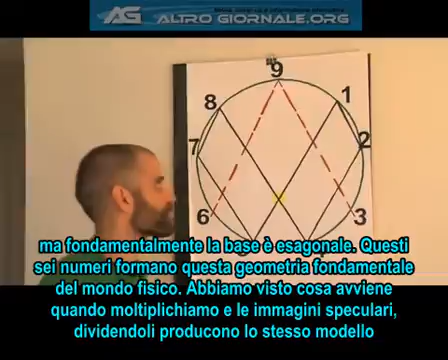 ALTRO GIORNALE.ORG
9
8
1
7
2
6
3
ma fondamentalmente la base è esagonale. Questi
sei numeri formano questa geometria fondamentale
del mondo fisico. Abbiamo visto cosa avviene
quando moltiplichiamo e le immagini speculari,
dividendoli producono lo stesso modello